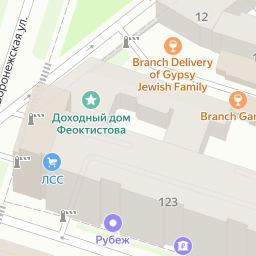 12
Воронежская ул.
Branch Delivery
of Gypsy
Jewish Family
Доходный дом
Феоктистова
Branch Gar
ЛСС
123
Рубеж